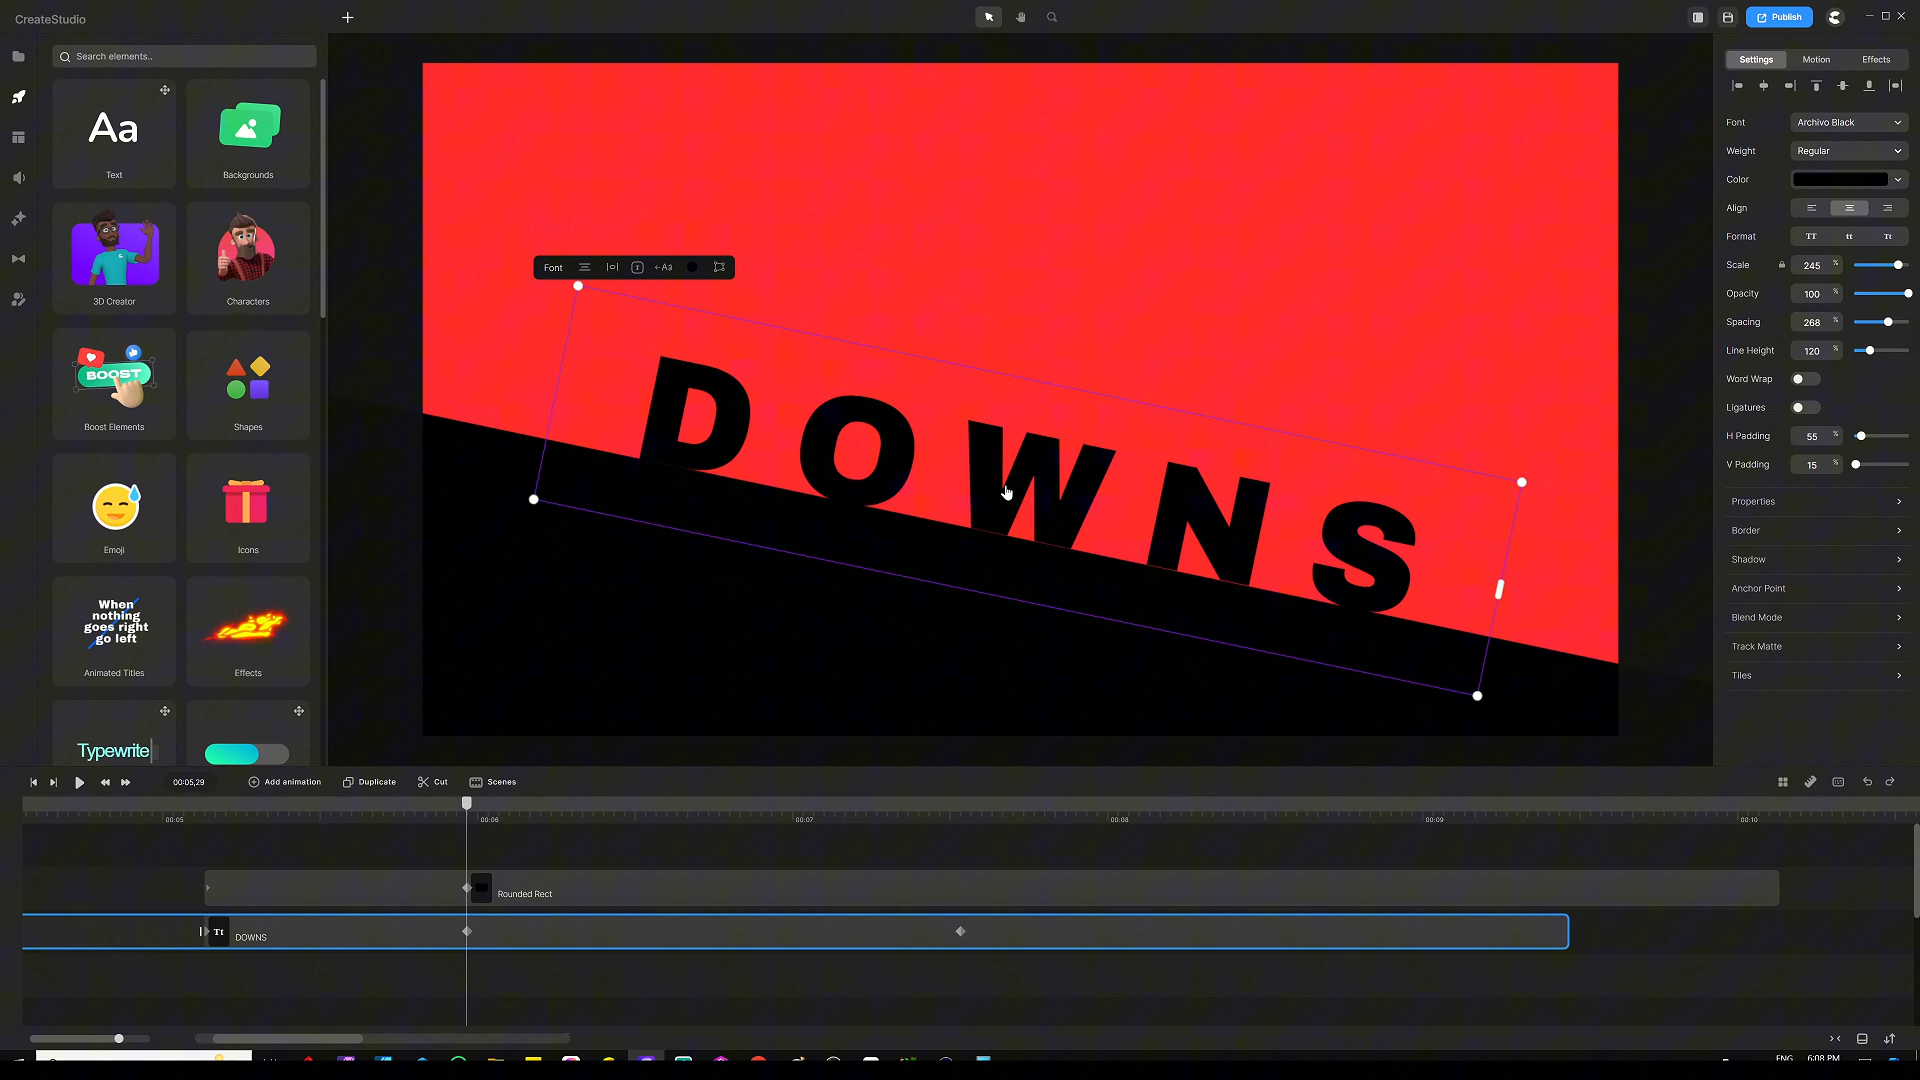 CreateStudio
Publish
Search elements..
Settings
Motion
Effects
Aa
Text
Backgrounds
Font
Archivo Black
Weight
Regular
Color
Align
Format
TT
tt
Tt
3D Creator
Characters
Font
Aa
Scale
245
%
Opacity
100
%
Spacing
268
%
Line Height
120
%
BOOST
Boost Elements
Shapes
Word Wrap
Ligatures
H Padding
55
%
V Padding
15
%
DOWNS
Emoji
Icons
Properties
Border
Shadow
Anchor Point
Blend Mode
Track Matte
Tiles
When
nothing
goes right
go left
Animated Titles
Effects
Typewrite
00:05,29
Add animation
Duplicate
Cut
Scenes
00:05
00:06
00:07
00:08
00:09
00:10
Rounded Rect
Tt
DOWNS
ENG
6:08 PM